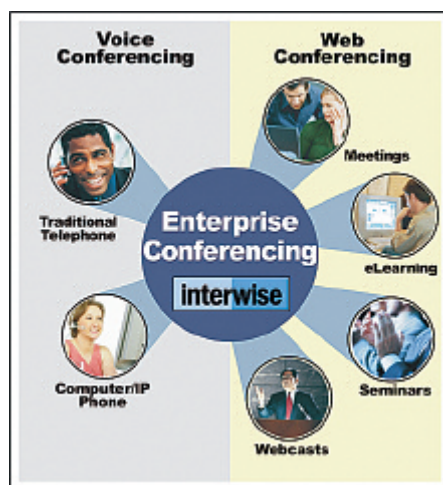 Voice
Conferencing
Web
Conferencing
Meetings
Traditional
Telephone
Enterprise
Conferencing
interwise
eLearning
Computer/IP
Phone
Seminars
Webcasts